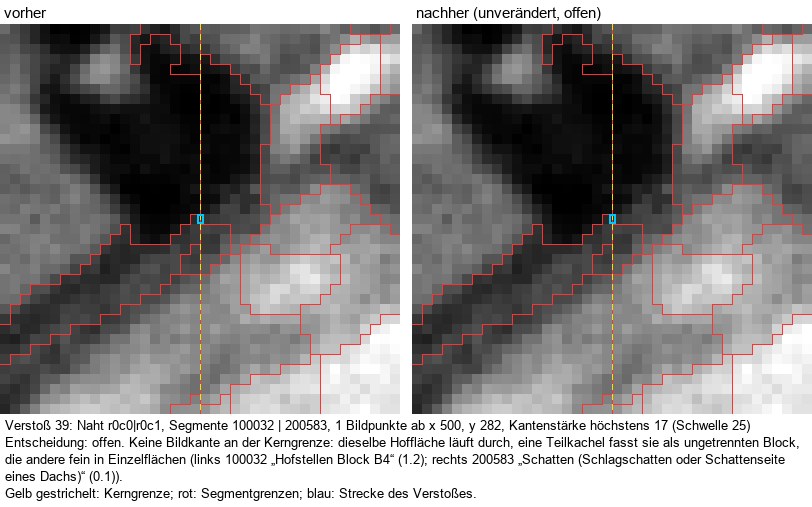 vorher
nachher (unverändert, offen)
Verstoß 39: Naht r0c0|r0c1, Segmente 100032 | 200583, 1 Bildpunkte ab x 500, y 282, Kantenstärke höchstens 17 (Schwelle 25)
Entscheidung: offen. Keine Bildkante an der Kerngrenze: dieselbe Hoffläche läuft durch, eine Teilkachel fasst sie als ungetrennten Block,
die andere fein in Einzelflächen (links 100032 „Hofstellen Block B4“ (1.2); rechts 200583 „Schatten (Schlagschatten oder Schattenseite
eines Dachs)“ (0.1)).
Gelb gestrichelt: Kerngrenze; rot: Segmentgrenzen; blau: Strecke des Verstoßes.